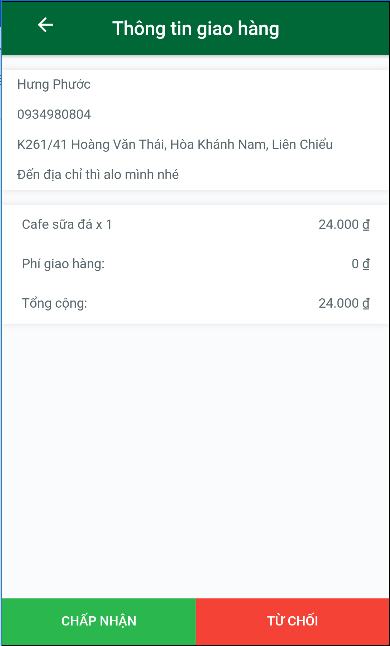 Thông tin giao hàng
Hưng Phước
0934980804
K261/41 Hoàng Văn Thái, Hòa Khánh Nam, Liên Chiểu
Đến địa chỉ thì alo mình nhé
Cafe sữa đá x 1 24.000 ₫
Phí giao hàng: 0 ₫
Tổng cộng: 24.000 ₫
CHẤP NHẬN TỪ CHỐI